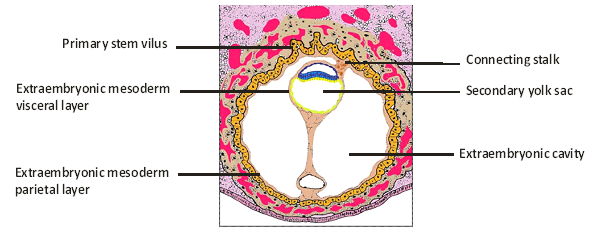 Primary stem vilus
Extraembryonic mesoderm
visceral layer
Extraembryonic mesoderm
parietal layer
Connecting stalk
Secondary yolk sac
Extraembryonic cavity